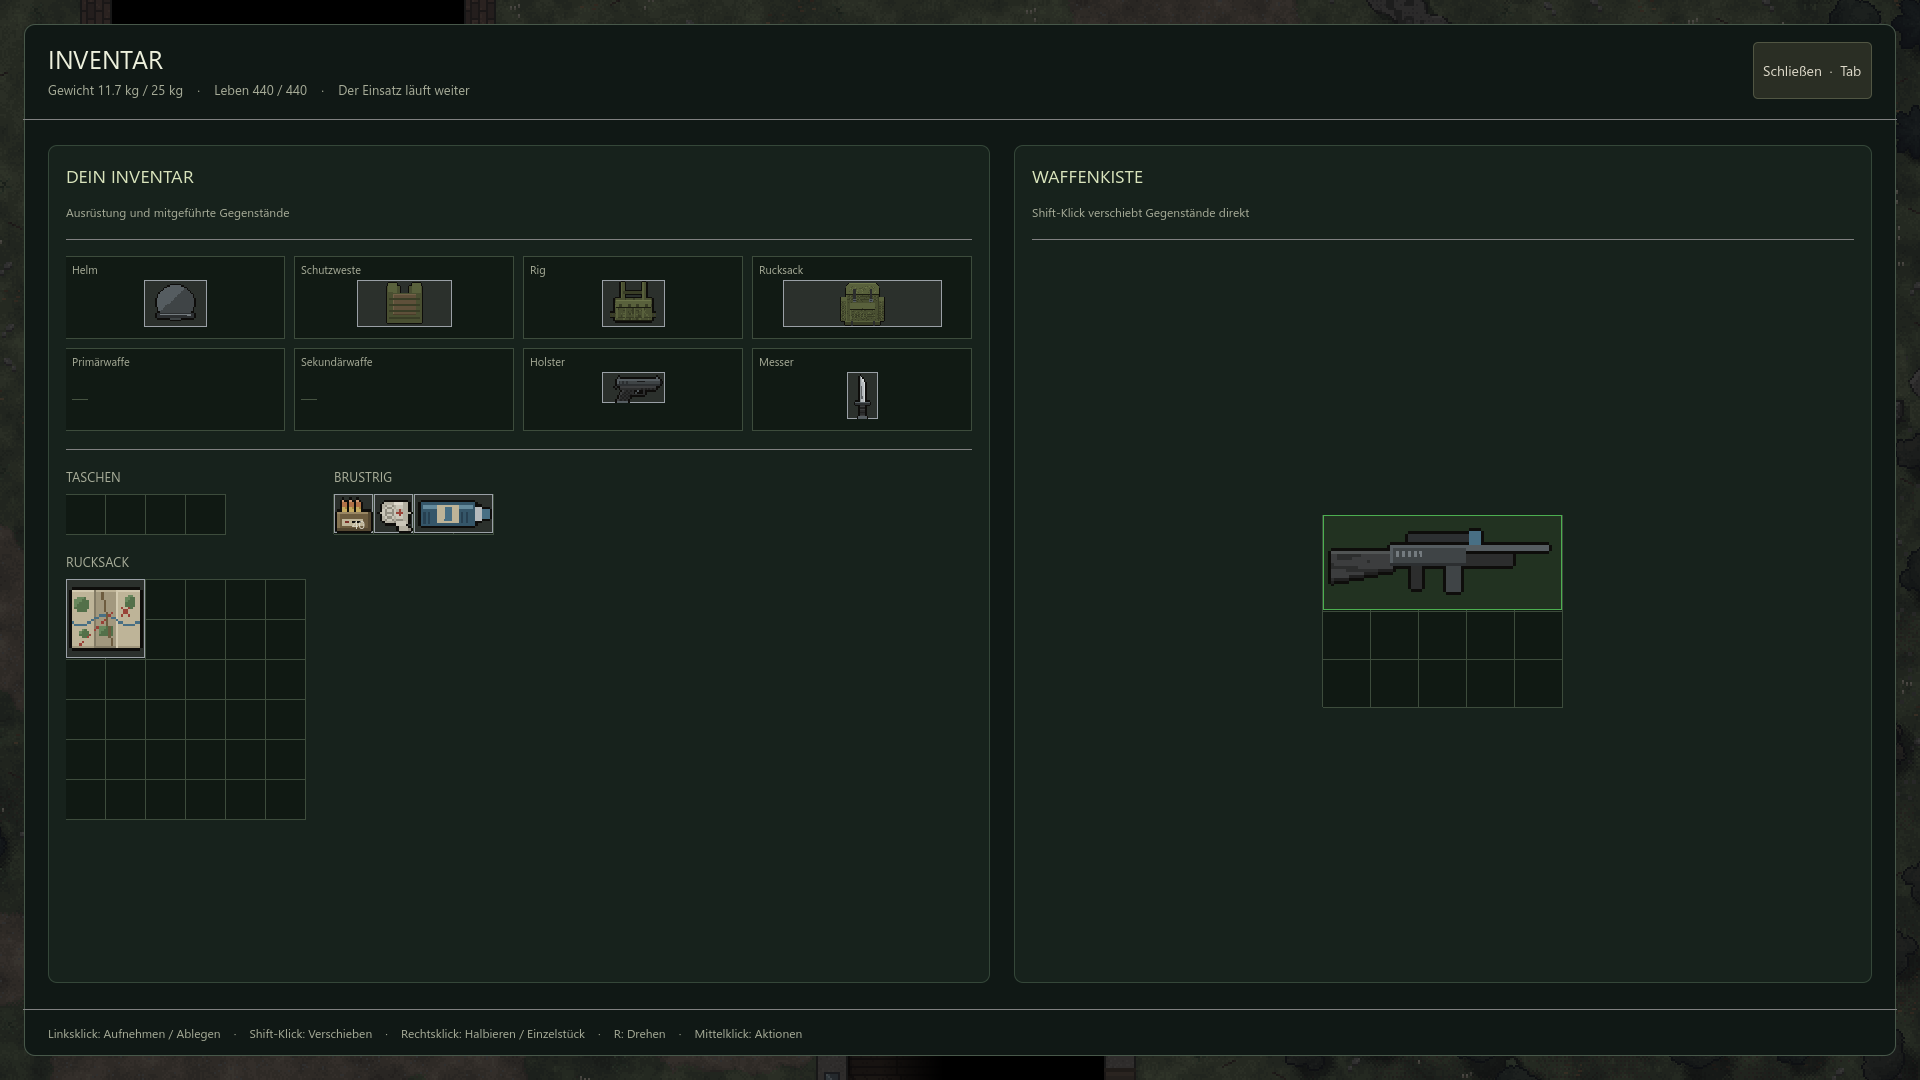 INVENTAR
Gewicht 11.7 kg / 25 kg · Leben 440 / 440 · Der Einsatz läuft weiter
Schließen · Tab
DEIN INVENTAR
Ausrüstung und mitgeführte Gegenstände
Helm
Schutzweste
Rig
Rucksack
Primärwaffe
—
Sekundärwaffe
—
Holster
Messer
TASCHEN
BRUSTRIG
RUCKSACK
WAFFENKISTE
Shift-Klick verschiebt Gegenstände direkt
Linksklick: Aufnehmen / Ablegen · Shift-Klick: Verschieben · Rechtsklick: Halbieren / Einzelstück · R: Drehen · Mittelklick: Aktionen